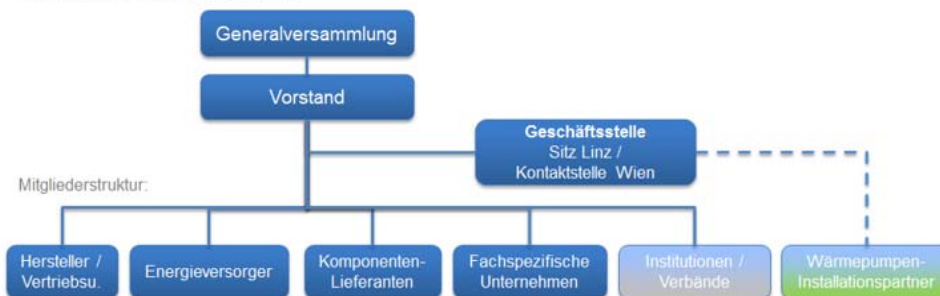 Generalversammlung
Vorstand
Geschäftsstelle
Sitz Linz /
Kontaktstelle Wien
Mitgliederstruktur:
Hersteller /
Vertriebsu.
Energieversorger
Komponenten-
Lieferanten
Fachspezifische
Unternehmen
Institutionen /
Verbände
Wärmepumpen-
Installationspartner